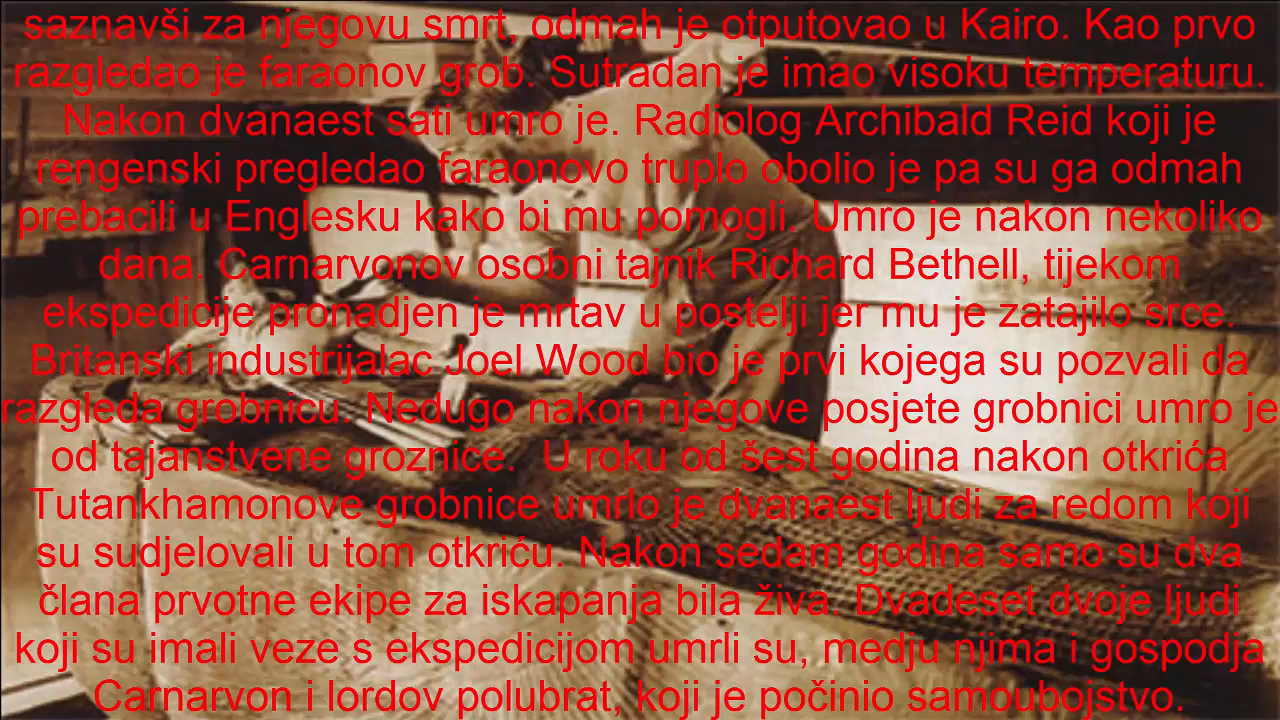 saznavši za njegovu smrt, odmah je otputovao u Kairo. Kao prvo
razgledao je faraonov grob. Sutradan je imao visoku temperaturu.
Nakon dvanaest sati umro je. Radiolog Archibald Reid koji je
rengenski pregledao faraonovo truplo obolio je pa su ga odmah
prebacili u Englesku kako bi mu pomogli. Umro je nakon nekoliko
dana. Carnarvonov osobni tajnik Richard Bethell, tijekom
ekspedicije pronadjen je mrtav u postelji jer mu je zatajilo srce.
Britanski industrijalac Joel Wood bio je prvi kojega su pozvali da
razgleda grobnicu. Nedugo nakon njegove posjete grobnici umro je
od tajanstvene groznice.  U roku od šest godina nakon otkrića
Tutankhamonove grobnice umrlo je dvanaest ljudi za redom koji
su sudjelovali u tom otkriću. Nakon sedam godina samo su dva
člana prvotne ekipe za iskapanja bila živa. Dvadeset dvoje ljudi
koji su imali veze s ekspedicijom umrli su, medju njima i gospodja
Carnarvon i lordov polubrat, koji je počinio samoubojstvo.